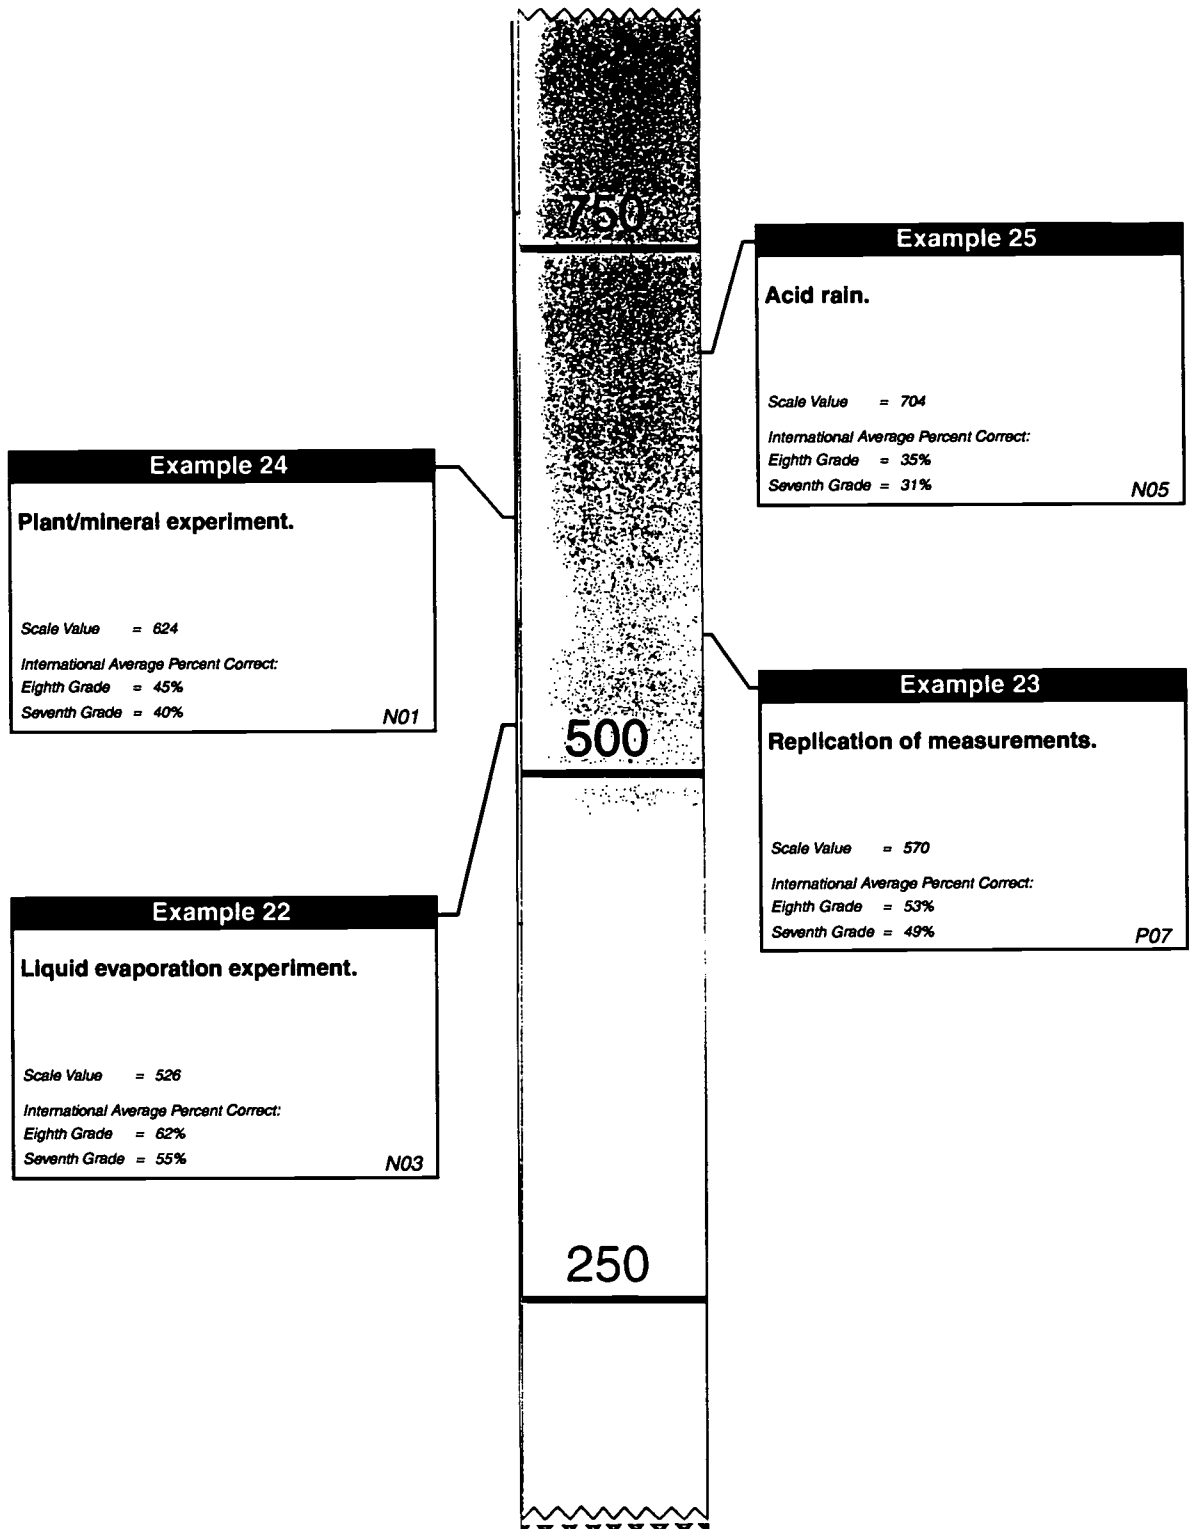 750
Example 25
Acid rain.
Scale Value = 704
International Average Percent Correct:
Eighth Grade = 35%
Seventh Grade = 31%
N05
Example 24
Plant/mineral experiment.
Scale Value = 624
International Average Percent Correct:
Eighth Grade = 45%
Seventh Grade = 40%
N01
Example 23
Replication of measurements.
Scale Value = 570
International Average Percent Correct:
Eighth Grade = 53%
Seventh Grade = 49%
P07
500
Example 22
Liquid evaporation experiment.
Scale Value = 526
International Average Percent Correct:
Eighth Grade = 62%
Seventh Grade = 55%
N03
250